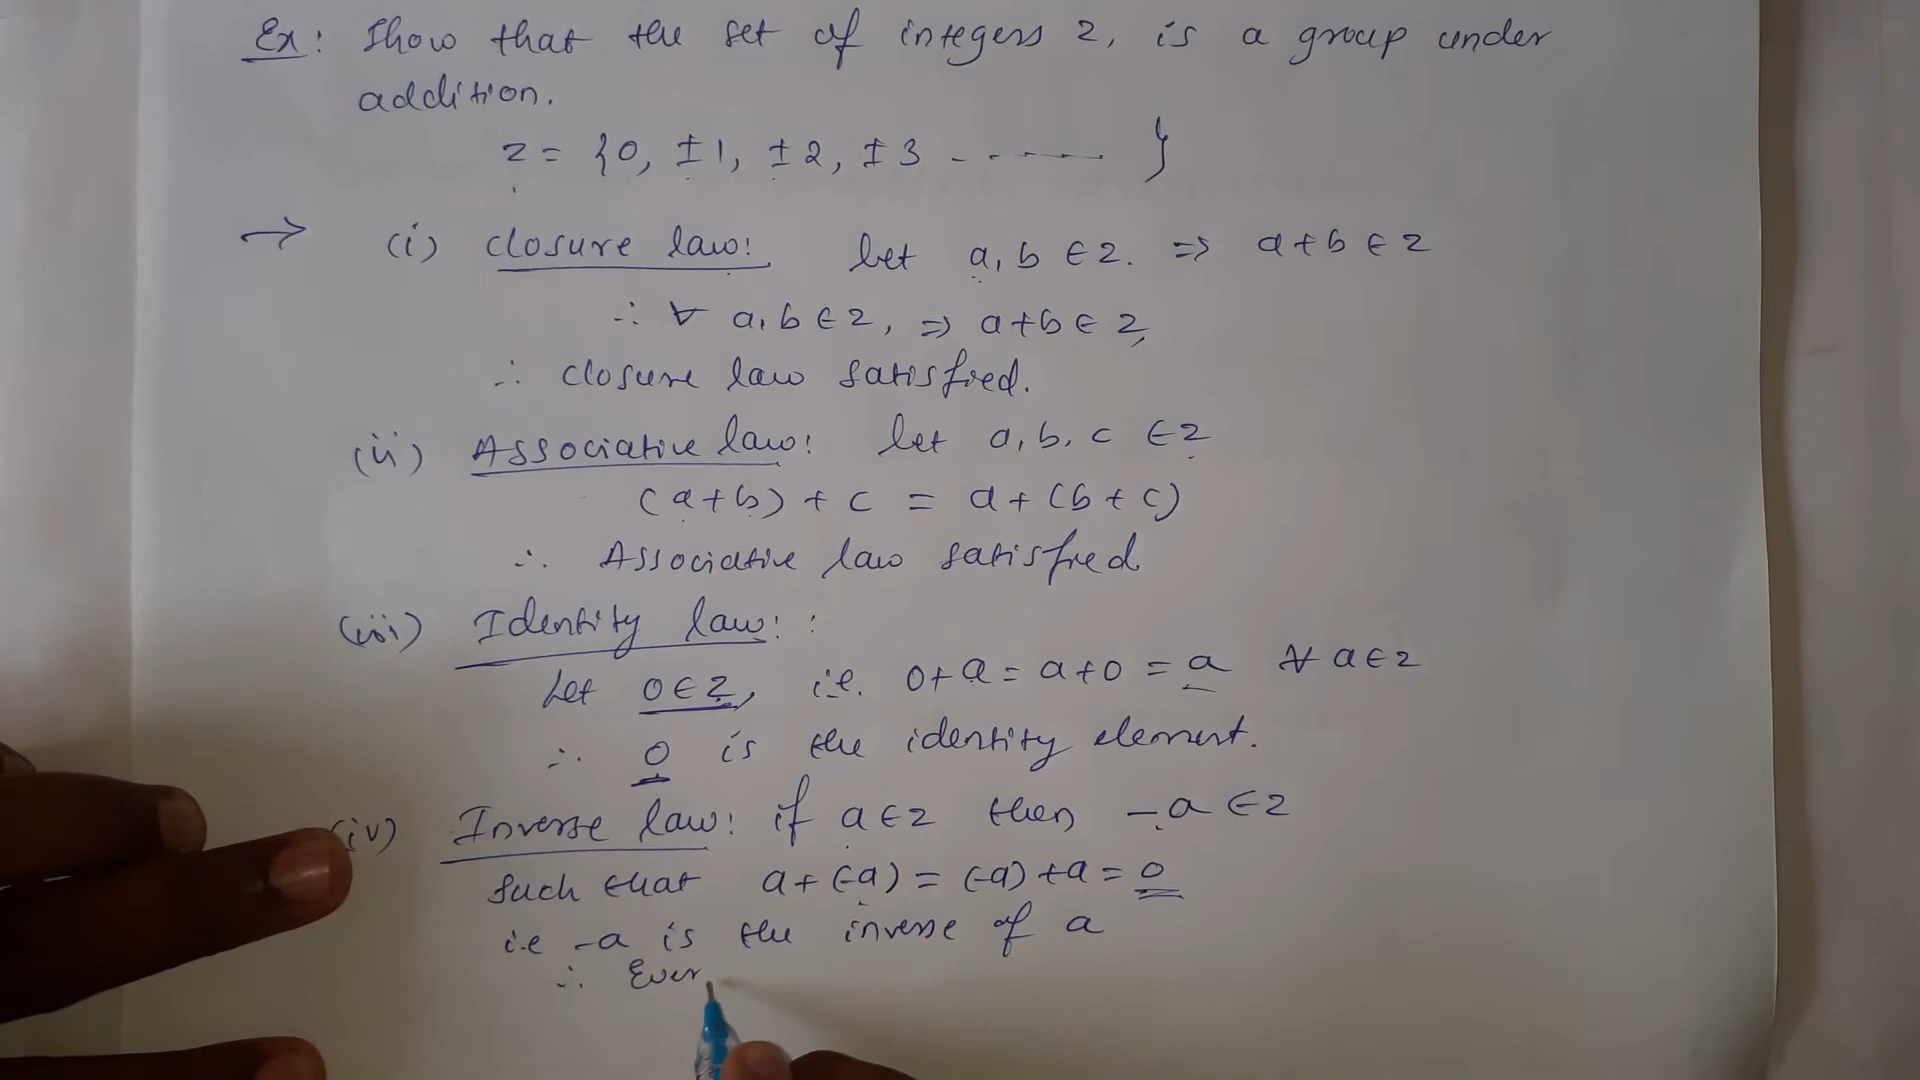 Ex: Show that the set of integers z, is a group under
addition.
z = {0, ±1, ±2, ±3 - - - - - }
→ (i) closure law: let a, b ∈ z. ⇒ a+b ∈ z
∴ ∀ a, b ∈ z, ⇒ a+b ∈ z,
∴ closure law satisfied.
(ii) Associative law: let a, b, c ∈ z
(a+b) + c = a + (b + c)
∴ Associative law satisfied
(iii) Identity law: :
Let 0 ∈ z, i.e. 0+a = a+0 = a ∀ a ∈ z
∴ 0 is the identity element.
(iv) Inverse law: if a ∈ z then -a ∈ z
such that a + (-a) = (-a) + a = 0
i.e -a is the inverse of a
∴ Ever